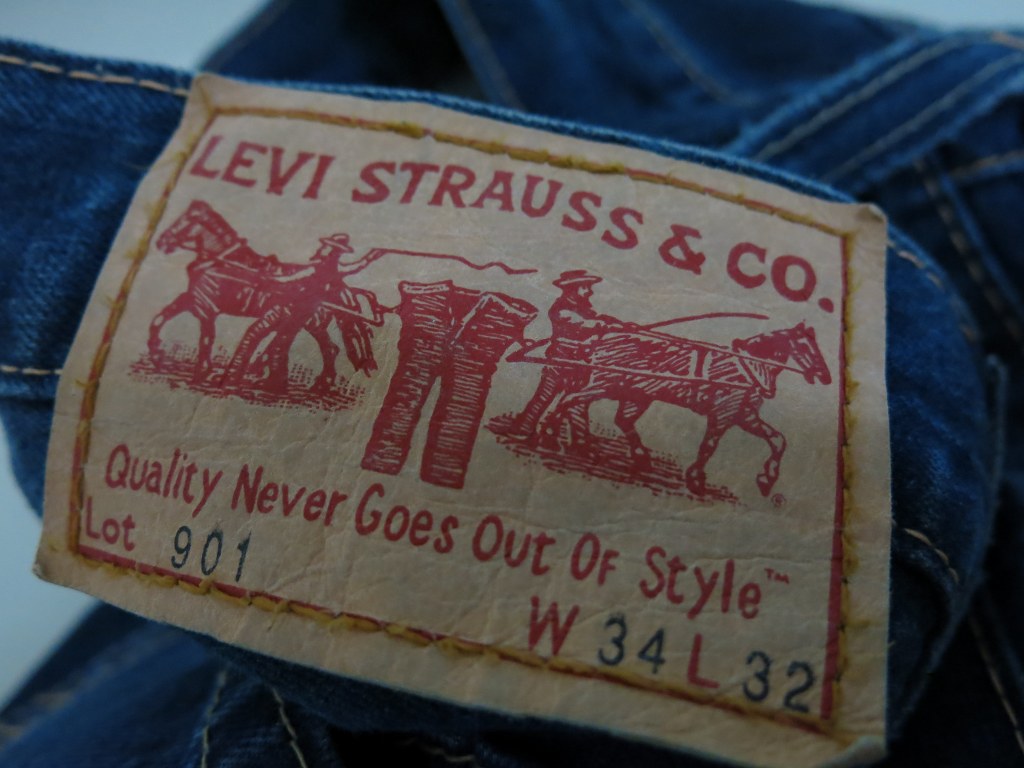 LEVI STRAUSS & CO.
®
Quality Never Goes Out Of Style™
Lot 901
W 34 L 32